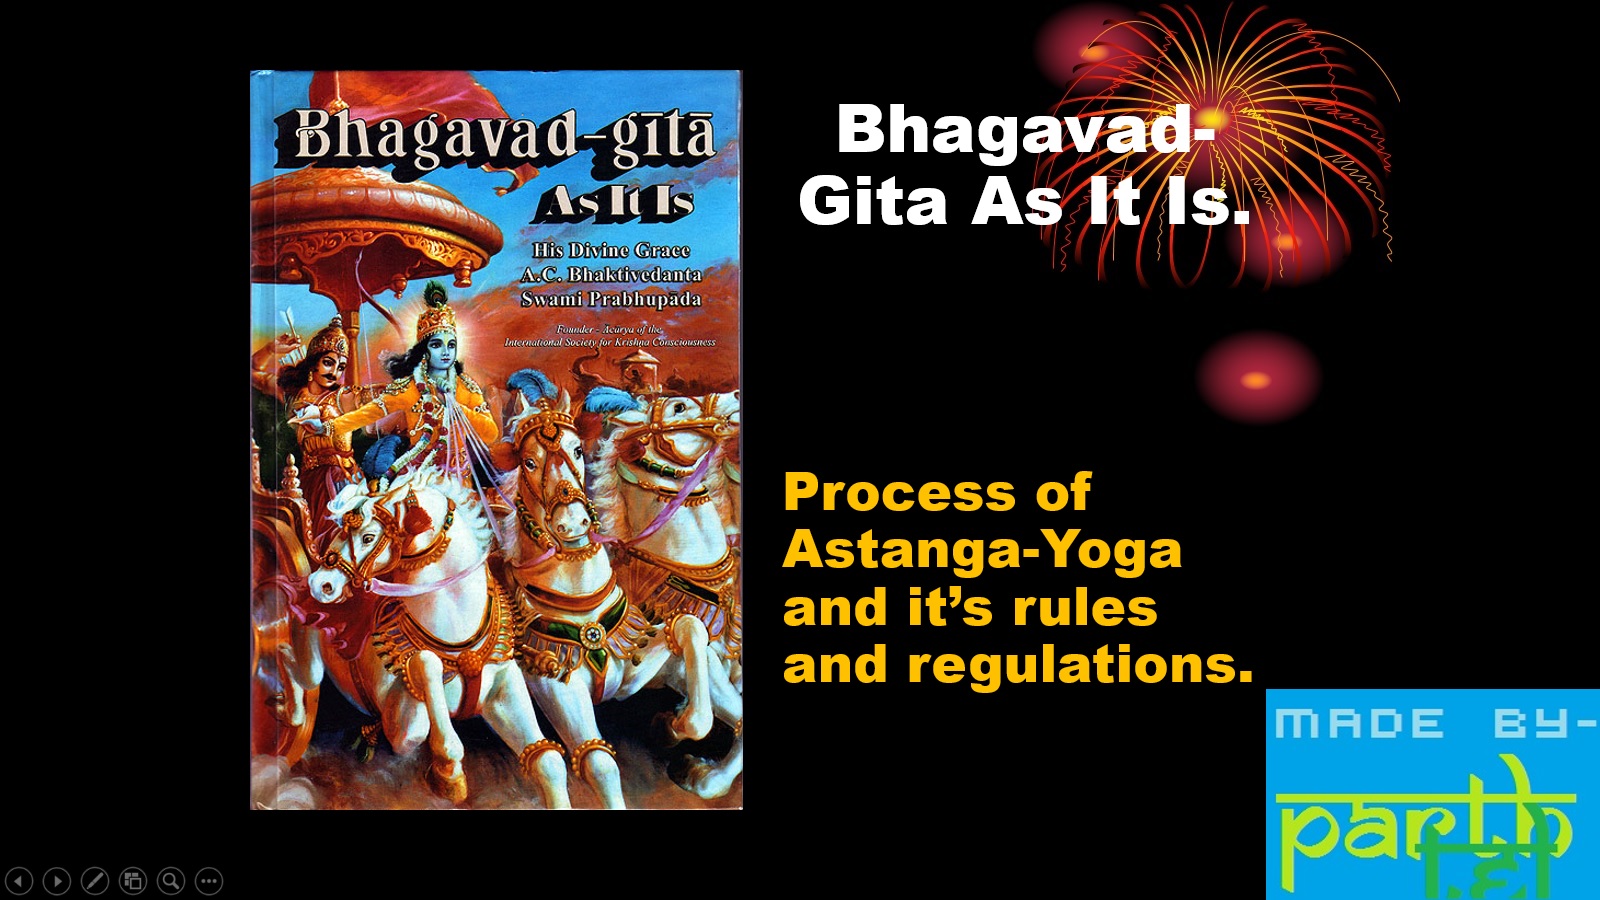 Bhagavad-gītā
As It Is
His Divine Grace
A.C. Bhaktivedanta
Swami Prabhupāda
Founder - Acarya of the
International Society for Krishna Consciousness
Bhagavad-
Gita As It Is.
Process of
Astanga-Yoga
and it’s rules
and regulations.
MADE BY-
parth